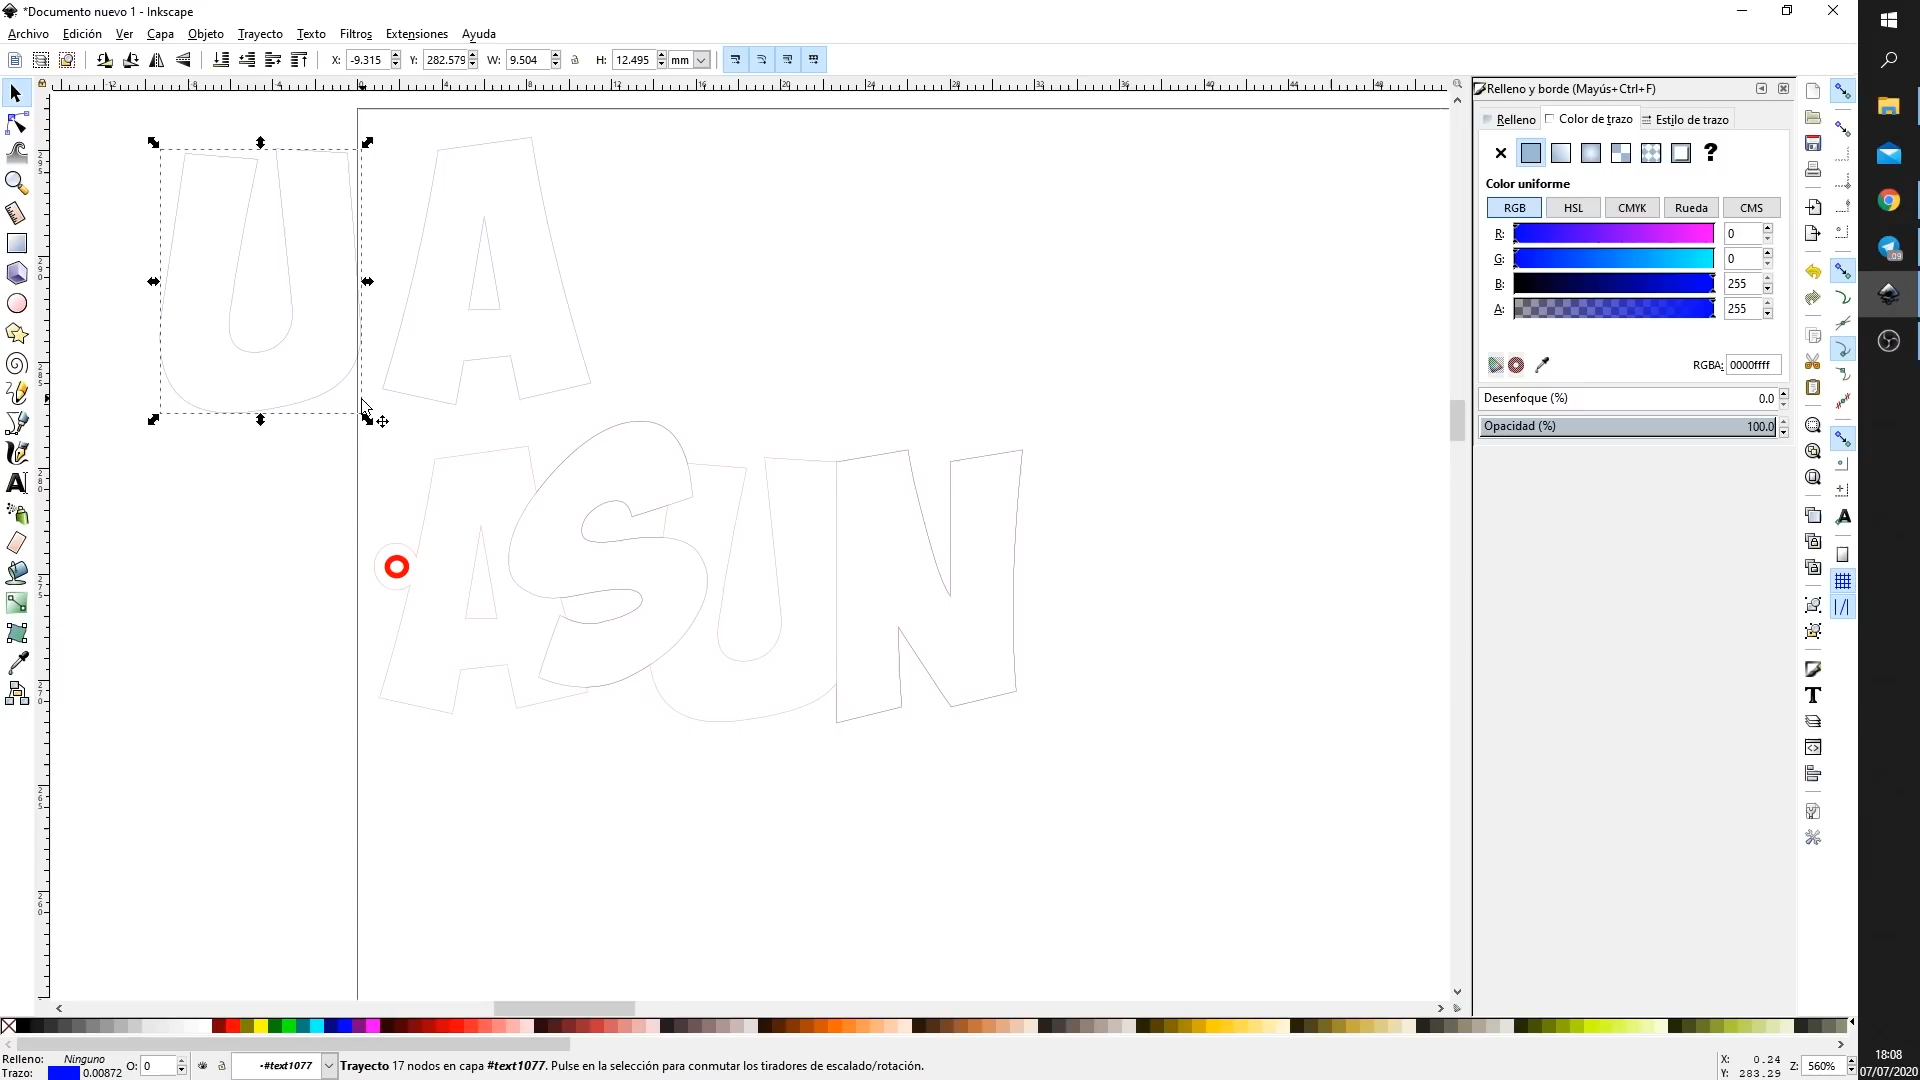 *Documento nuevo 1 - Inkscape
Archivo Edición Ver Capa Objeto Trayecto Texto Filtros Extensiones Ayuda
X: -9.315 Y: 282.579 W: 9.504 H: 12.495 mm
Relleno y borde (Mayús+Ctrl+F)
Relleno Color de trazo Estilo de trazo
Color uniforme
RGB HSL CMYK Rueda CMS
R: 0
G: 0
B: 255
A: 255
RGBA: 0000ffff
Desenfoque (%) 0.0
Opacidad (%) 100.0
U A
A S U N
Relleno: Ninguno
Trazo: 0.00872 O: 0
-#text1077
Trayecto 17 nodos en capa #text1077. Pulse en la selección para conmutar los tiradores de escalado/rotación.
X: 0.24
Y: 283.29
Z: 560%
18:08
07/07/2020